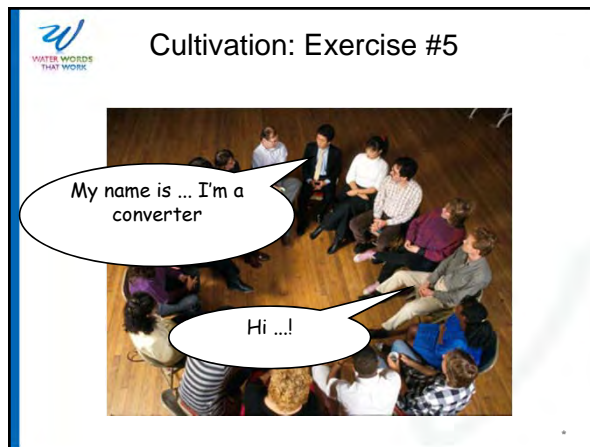 WATER WORDS
THAT WORK
Cultivation: Exercise #5
My name is ... I'm a
converter
Hi ...!